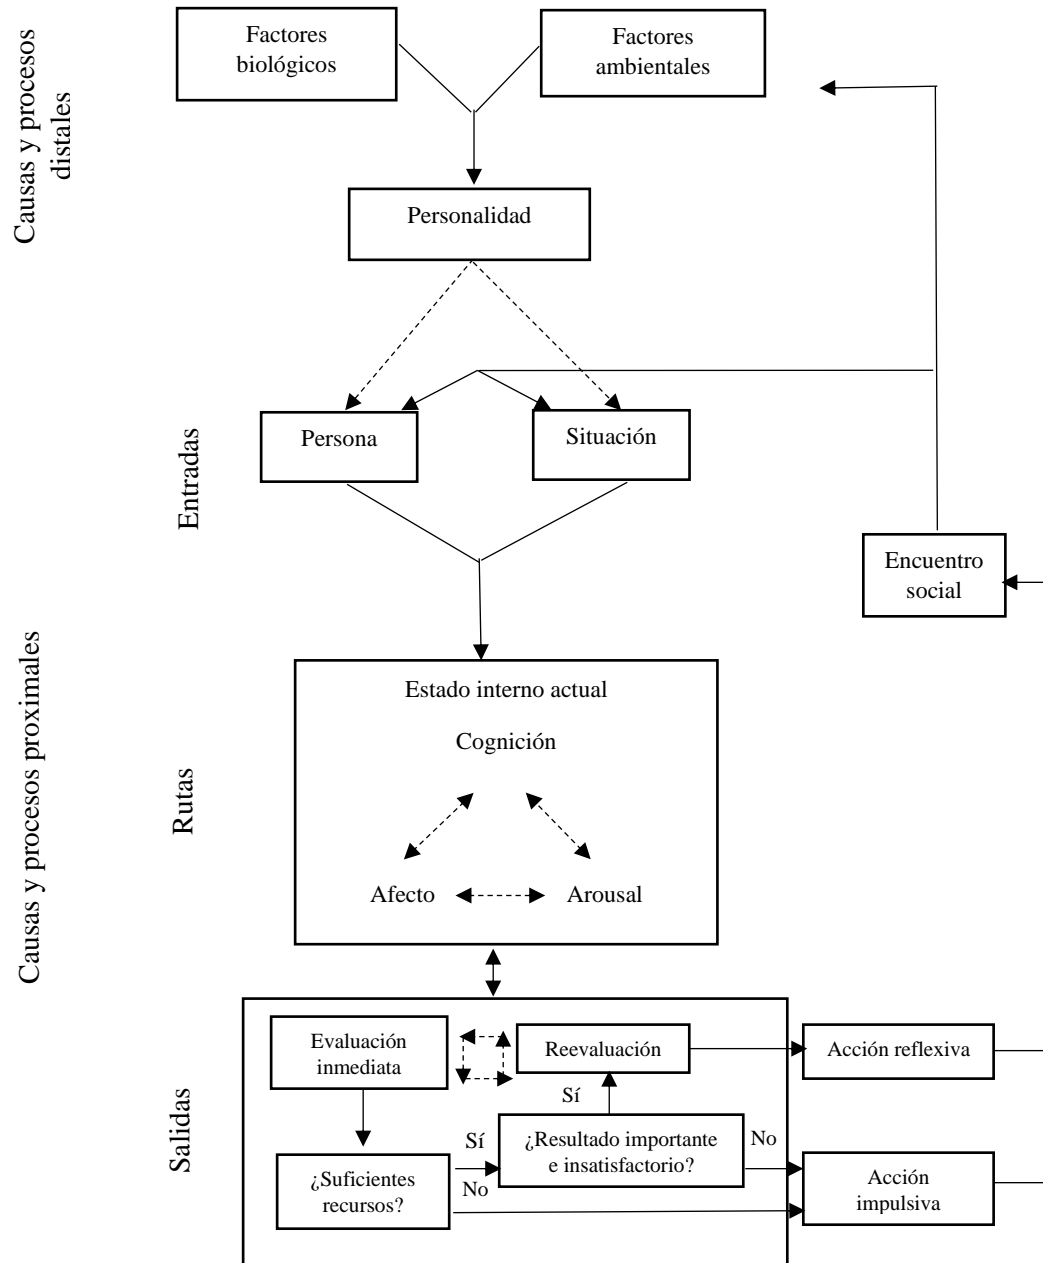 Causas y procesos
distales
Factores
biológicos
Factores
ambientales
Personalidad
Entradas
Persona
Situación
Encuentro
social
Causas y procesos proximales
Rutas
Estado interno actual
Cognición
Afecto
Arousal
Salidas
Evaluación
inmediata
Reevaluación
Acción reflexiva
Sí
¿Suficientes
recursos?
Sí
No
¿Resultado importante
e insatisfactorio?
No
Acción
impulsiva